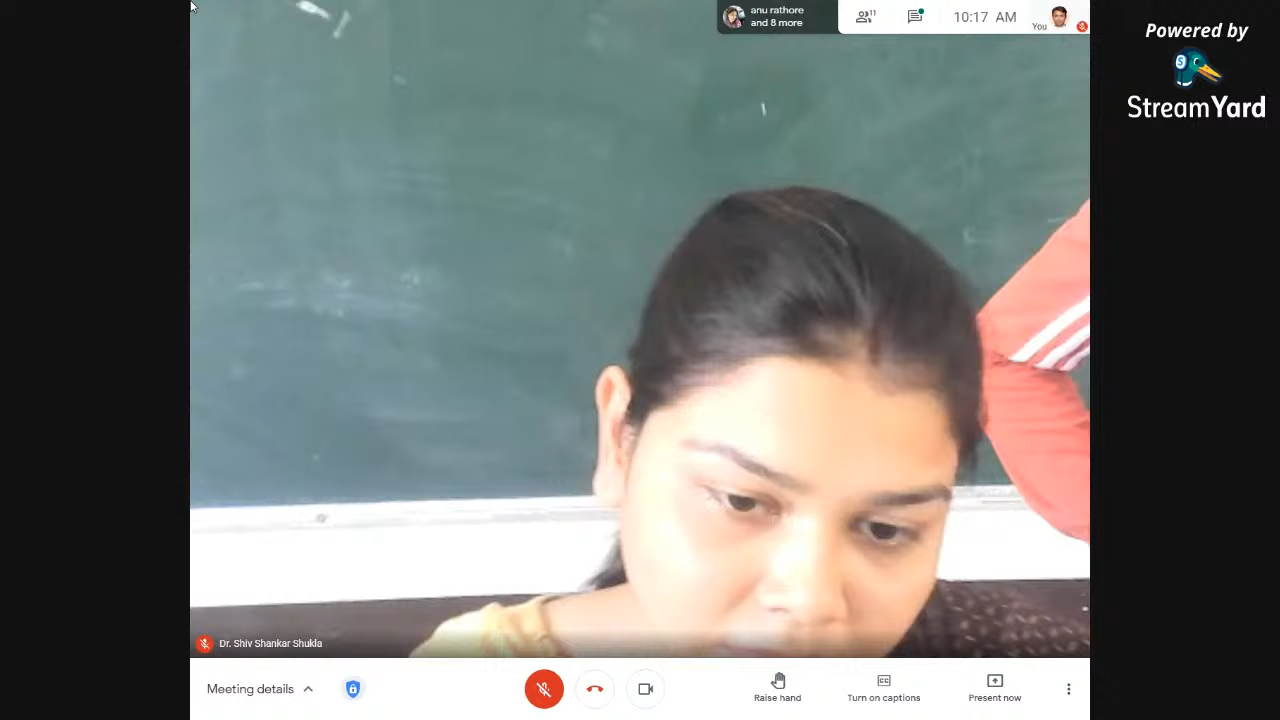 anu rathore
and 8 more
11
10:17 AM
You
Powered by
S
StreamYard
Dr. Shiv Shankar Shukla
Meeting details
Raise hand
CC
Turn on captions
Present now